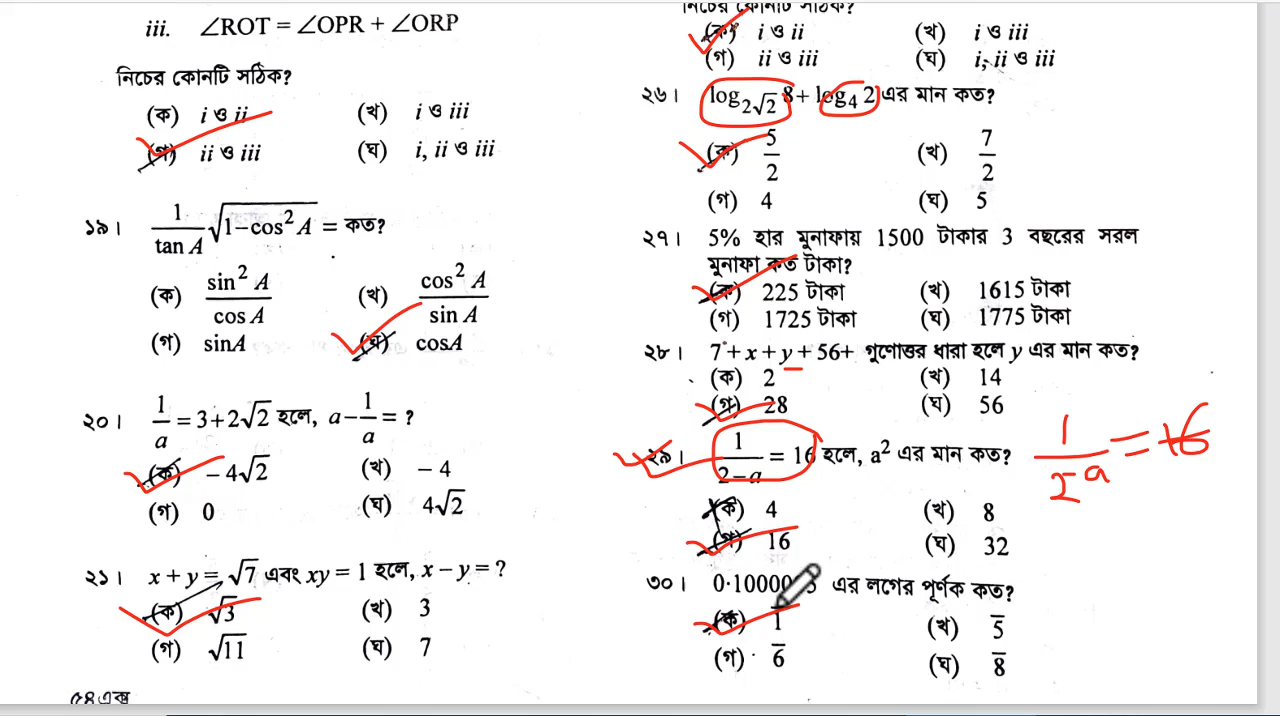 iii. ∠ROT = ∠OPR + ∠ORP
নিচের কোনটি সঠিক?
(ক) i ও ii (খ) i ও iii
(গ) ii ও iii (ঘ) i, ii ও iii
১৯। 1/tan A √(1−cos² A) = কত?
(ক) sin² A/cos A (খ) cos² A/sin A
(গ) sinA (ঘ) cosA
২০। 1/a = 3+2√2 হলে, a−1/a = ?
(ক) −4√2 (খ) −4
(গ) 0 (ঘ) 4√2
২১। x+y = √7 এবং xy = 1 হলে, x−y = ?
(ক) √3 (খ) 3
(গ) √11 (ঘ) 7
নিচের কোনটি সঠিক?
(ক) i ও ii (খ) i ও iii
(গ) ii ও iii (ঘ) i, ii ও iii
২৬। log₂√₂ 8 + log₄ 2 এর মান কত?
(ক) 5/2 (খ) 7/2
(গ) 4 (ঘ) 5
২৭। 5% হার মুনাফায় 1500 টাকার 3 বছরের সরল
মুনাফা কত টাকা?
(ক) 225 টাকা (খ) 1615 টাকা
(গ) 1725 টাকা (ঘ) 1775 টাকা
২৮। 7 + x + y + 56+ গুণোত্তর ধারা হলে y এর মান কত?
(ক) 2 (খ) 14
(গ) 28 (ঘ) 56
২৯। 1/2−a = 16 হলে, a² এর মান কত?
(ক) 4 (খ) 8
(গ) 16 (ঘ) 32
1/2^a = 16
৩০। এর লগের পূর্ণক কত?
(ক) 1̅ (খ) 5̅
(গ) 6̅ (ঘ) 8̅